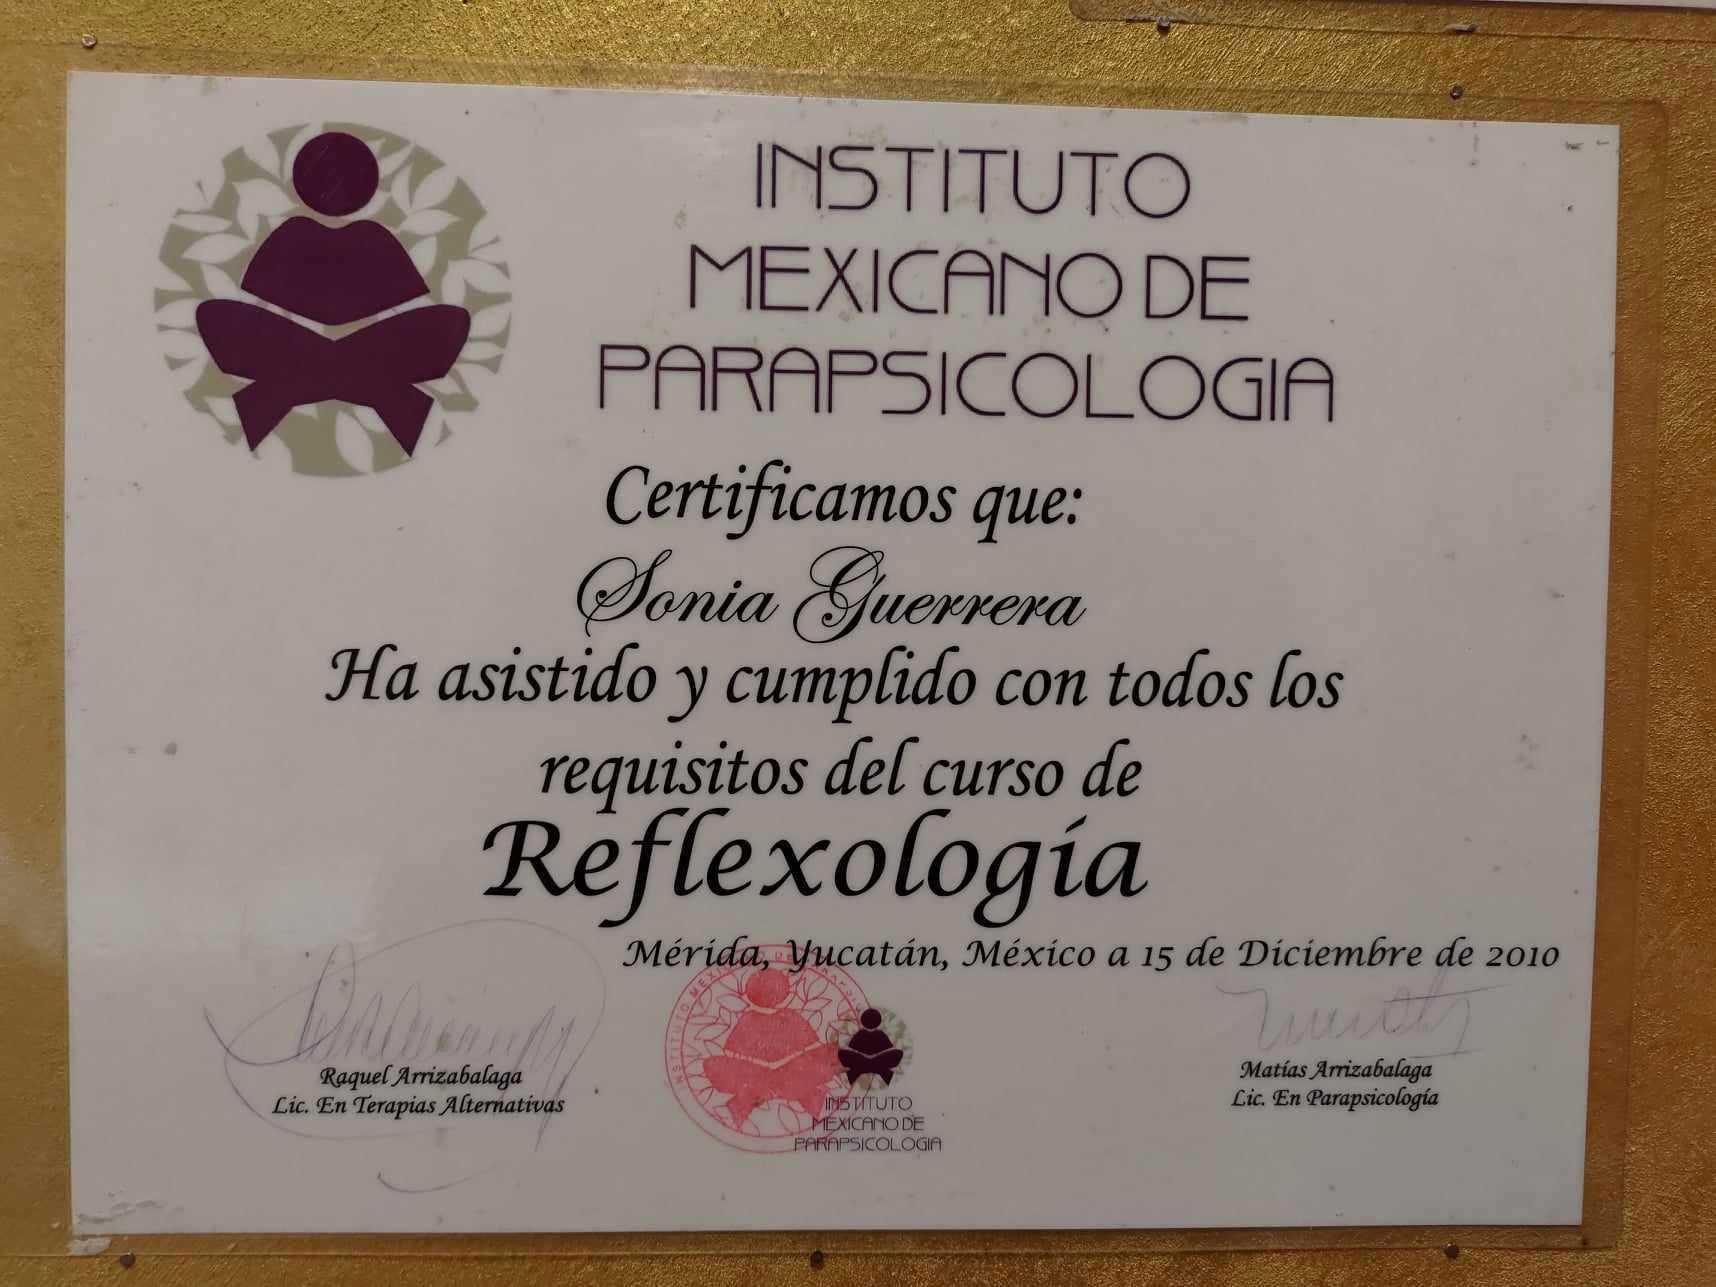 INSTITUTO
MEXICANO DE
PARAPSICOLOGIA
Certificamos que:
Sonia Guerrera
Ha asistido y cumplido con todos los
requisitos del curso de
Reflexología
Mérida, Yucatán, México a 15 de Diciembre de 2010
Raquel Arrizabalaga
Lic. En Terapias Alternativas
INSTITUTO
MEXICANO DE
PARAPSICOLOGIA
Matías Arrizabalaga
Lic. En Parapsicología